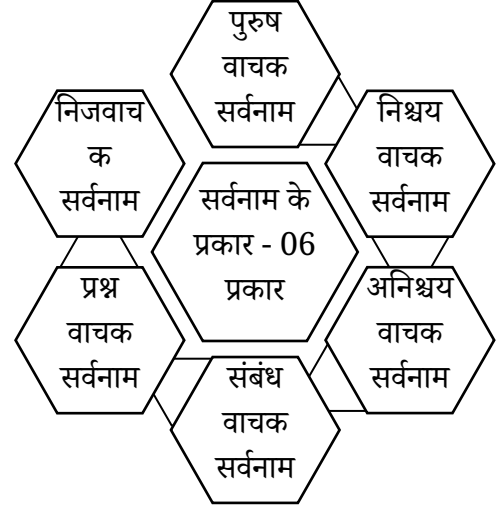 पुरुष
वाचक
सर्वनाम
निश्चय
वाचक
सर्वनाम
अनिश्चय
वाचक
सर्वनाम
संबंध
वाचक
सर्वनाम
प्रश्न
वाचक
सर्वनाम
निजवाच
क
सर्वनाम
सर्वनाम के
प्रकार - 06
प्रकार